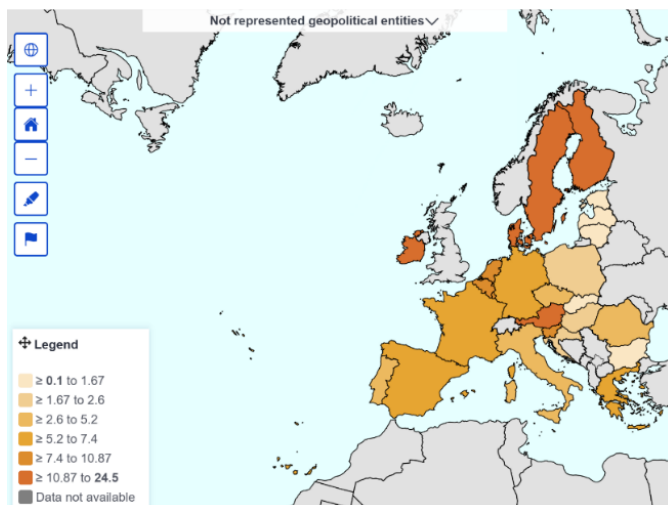 Not represented geopolitical entities
Legend
≥ 0.1 to 1.67
≥ 1.67 to 2.6
≥ 2.6 to 5.2
≥ 5.2 to 7.4
≥ 7.4 to 10.87
≥ 10.87 to 24.5
Data not available